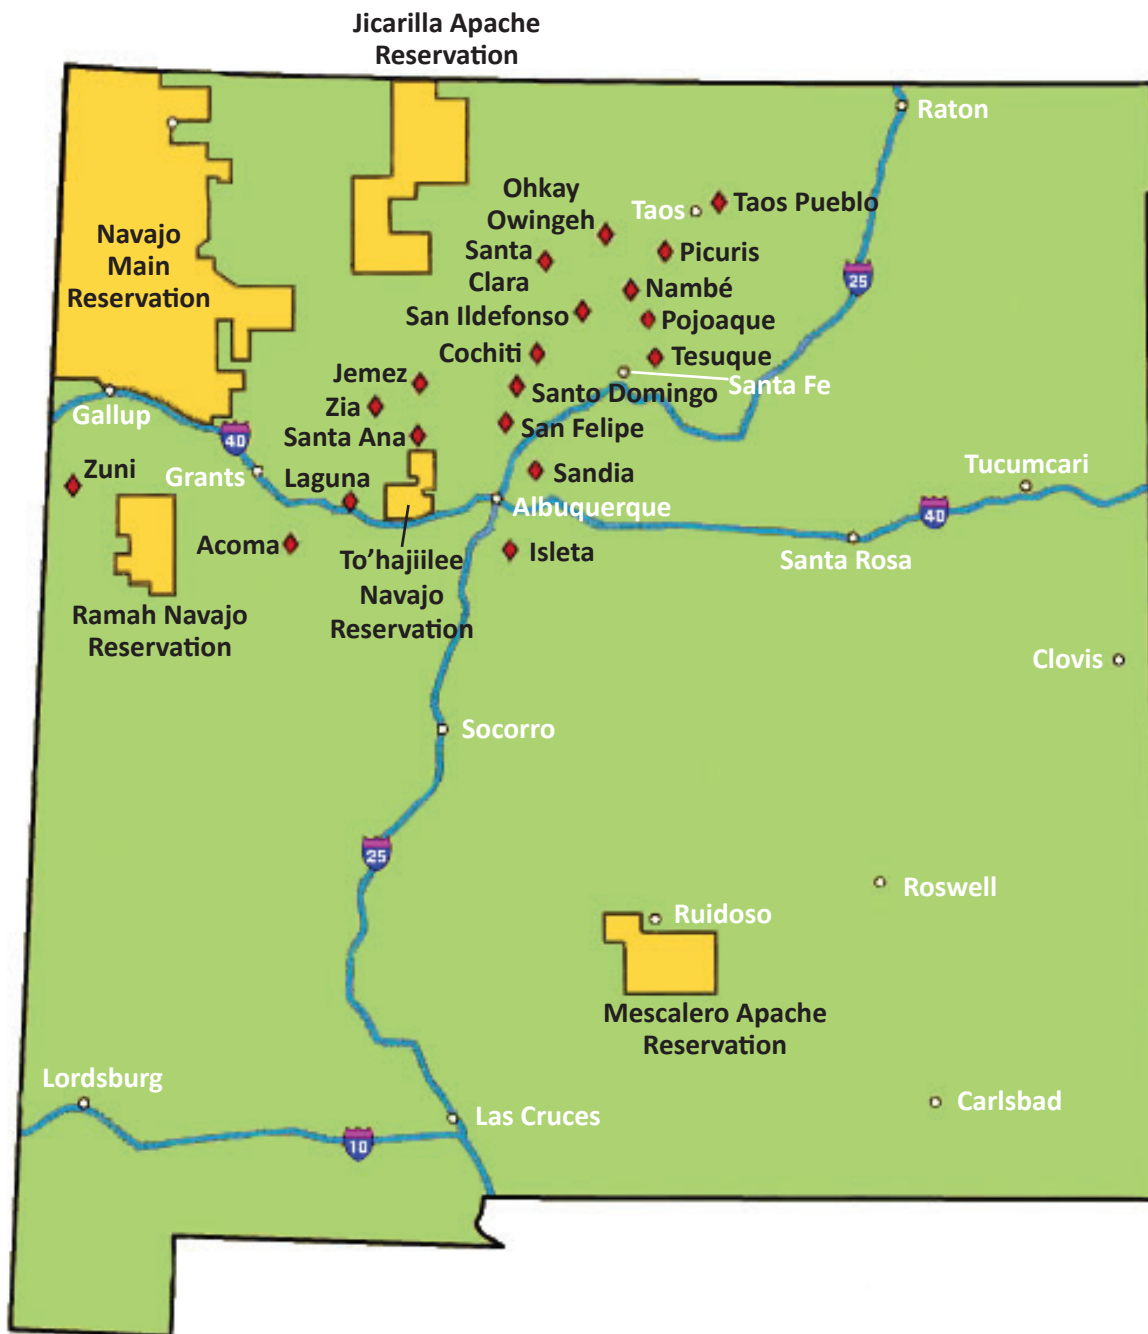 Jicarilla Apache
Reservation
Raton
Ohkay
Owingeh
Taos
Taos Pueblo
Navajo
Main
Reservation
Santa
Clara
Picuris
25
Nambé
San Ildefonso
Pojoaque
Cochiti
Tesuque
Jemez
Santo Domingo
Santa Fe
Zia
Gallup
San Felipe
Santa Ana
40
Zuni
Grants
Laguna
Sandia
Tucumcari
Albuquerque
40
Acoma
To'hajiilee
Navajo
Reservation
Isleta
Santa Rosa
Ramah Navajo
Reservation
Clovis
Socorro
25
Roswell
Ruidoso
Mescalero Apache
Reservation
Lordsburg
Las Cruces
Carlsbad
10